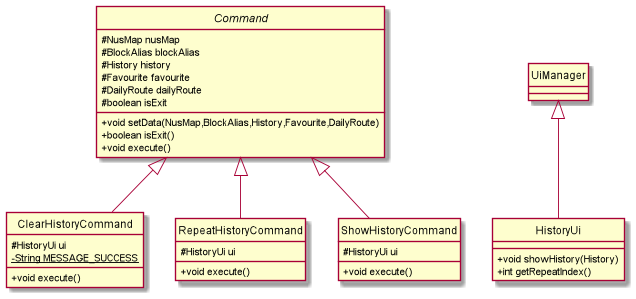 Command
#NusMap nusMap
#BlockAlias blockAlias
#History history
#Favourite favourite
#DailyRoute dailyRoute
#boolean isExit
+void setData(NusMap,BlockAlias,History,Favourite,DailyRoute)
+boolean isExit()
+void execute()
UiManager
ClearHistoryCommand
#HistoryUi ui
-String MESSAGE_SUCCESS
+void execute()
RepeatHistoryCommand
#HistoryUi ui
+void execute()
ShowHistoryCommand
#HistoryUi ui
+void execute()
HistoryUi
+void showHistory(History)
+int getRepeatIndex()